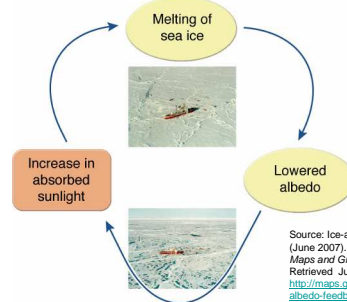 Melting of
sea ice
Increase in
absorbed
sunlight
Lowered
albedo
Source: Ice-a
(June 2007).
Maps and G
Retrieved Ju
http://maps.g
albedo-feedb